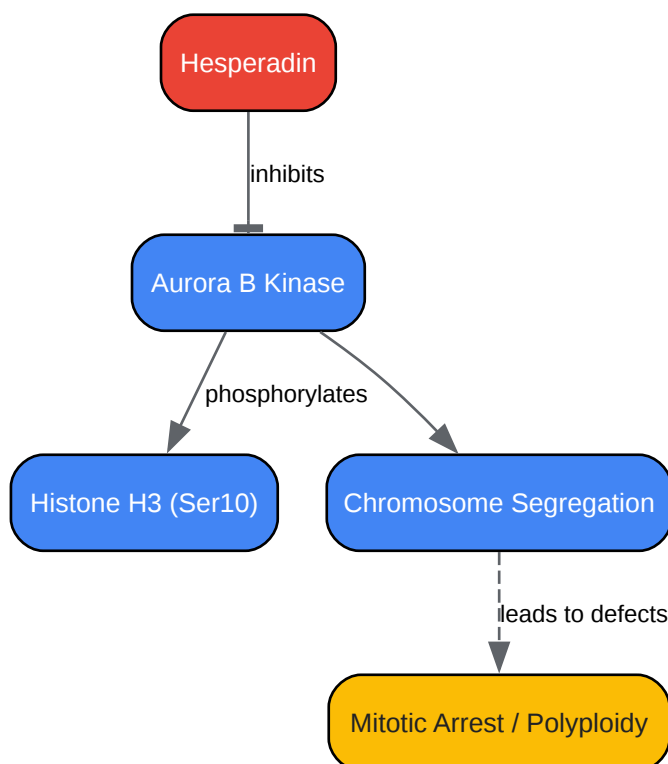 Hesperadin
inhibits
Aurora B Kinase
phosphorylates
Histone H3 (Ser10)
Chromosome Segregation
leads to defects
Mitotic Arrest / Polyploidy